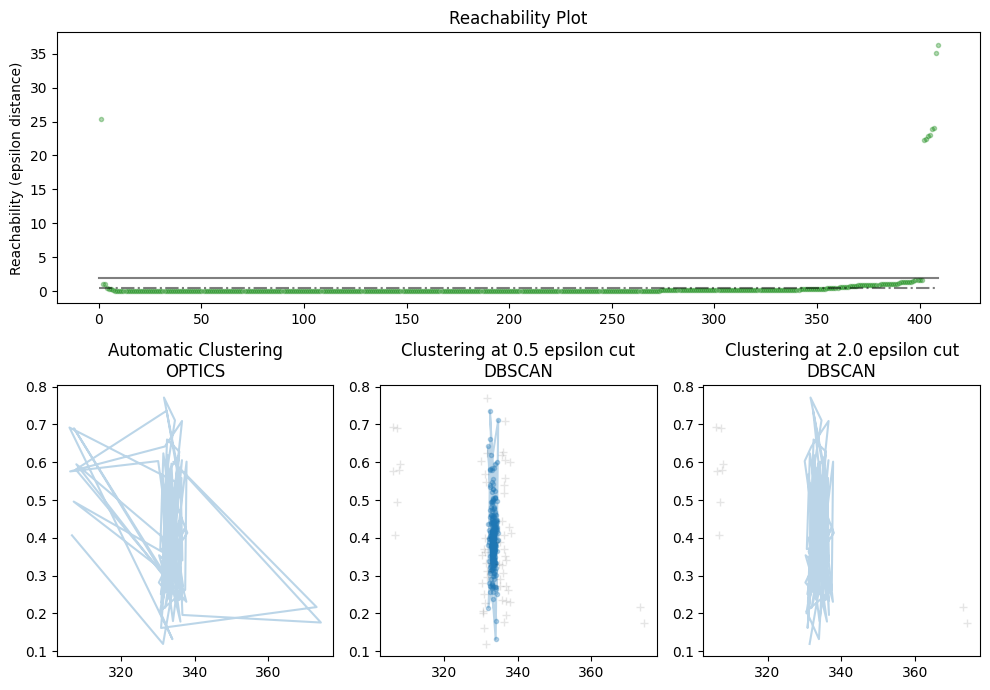 Reachability Plot
Reachability (epsilon distance)
35
30
25
20
15
10
5
0
0 50 100 150 200 250 300 350 400
Automatic Clustering
OPTICS
0.8
0.7
0.6
0.5
0.4
0.3
0.2
0.1
320 340 360
Clustering at 0.5 epsilon cut
DBSCAN
0.8
0.7
0.6
0.5
0.4
0.3
0.2
0.1
320 340 360
Clustering at 2.0 epsilon cut
DBSCAN
0.8
0.7
0.6
0.5
0.4
0.3
0.2
0.1
320 340 360